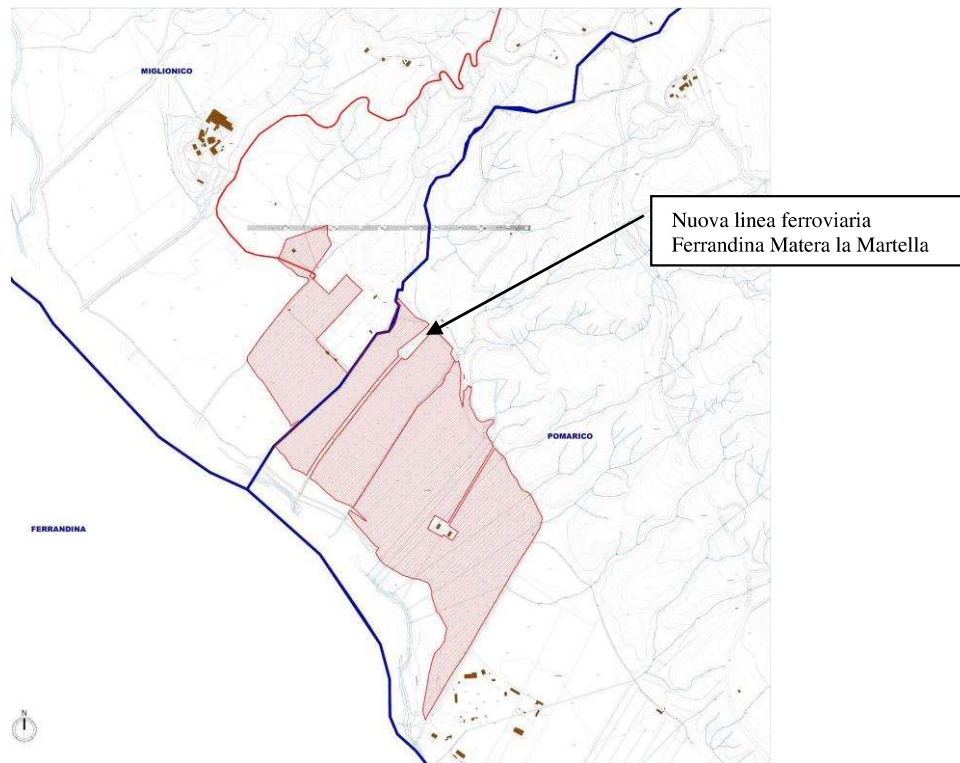 MIGLIONICO
Nuova linea ferroviaria
Ferrandina Matera la Martella
POMARICO
FERRANDINA
N